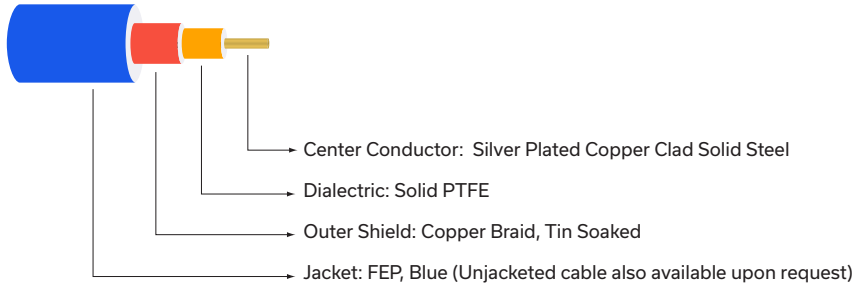 Center Conductor:  Silver Plated Copper Clad Solid Steel
Dialectric: Solid PTFE
Outer Shield: Copper Braid, Tin Soaked
Jacket: FEP, Blue (Unjacketed cable also available upon request)